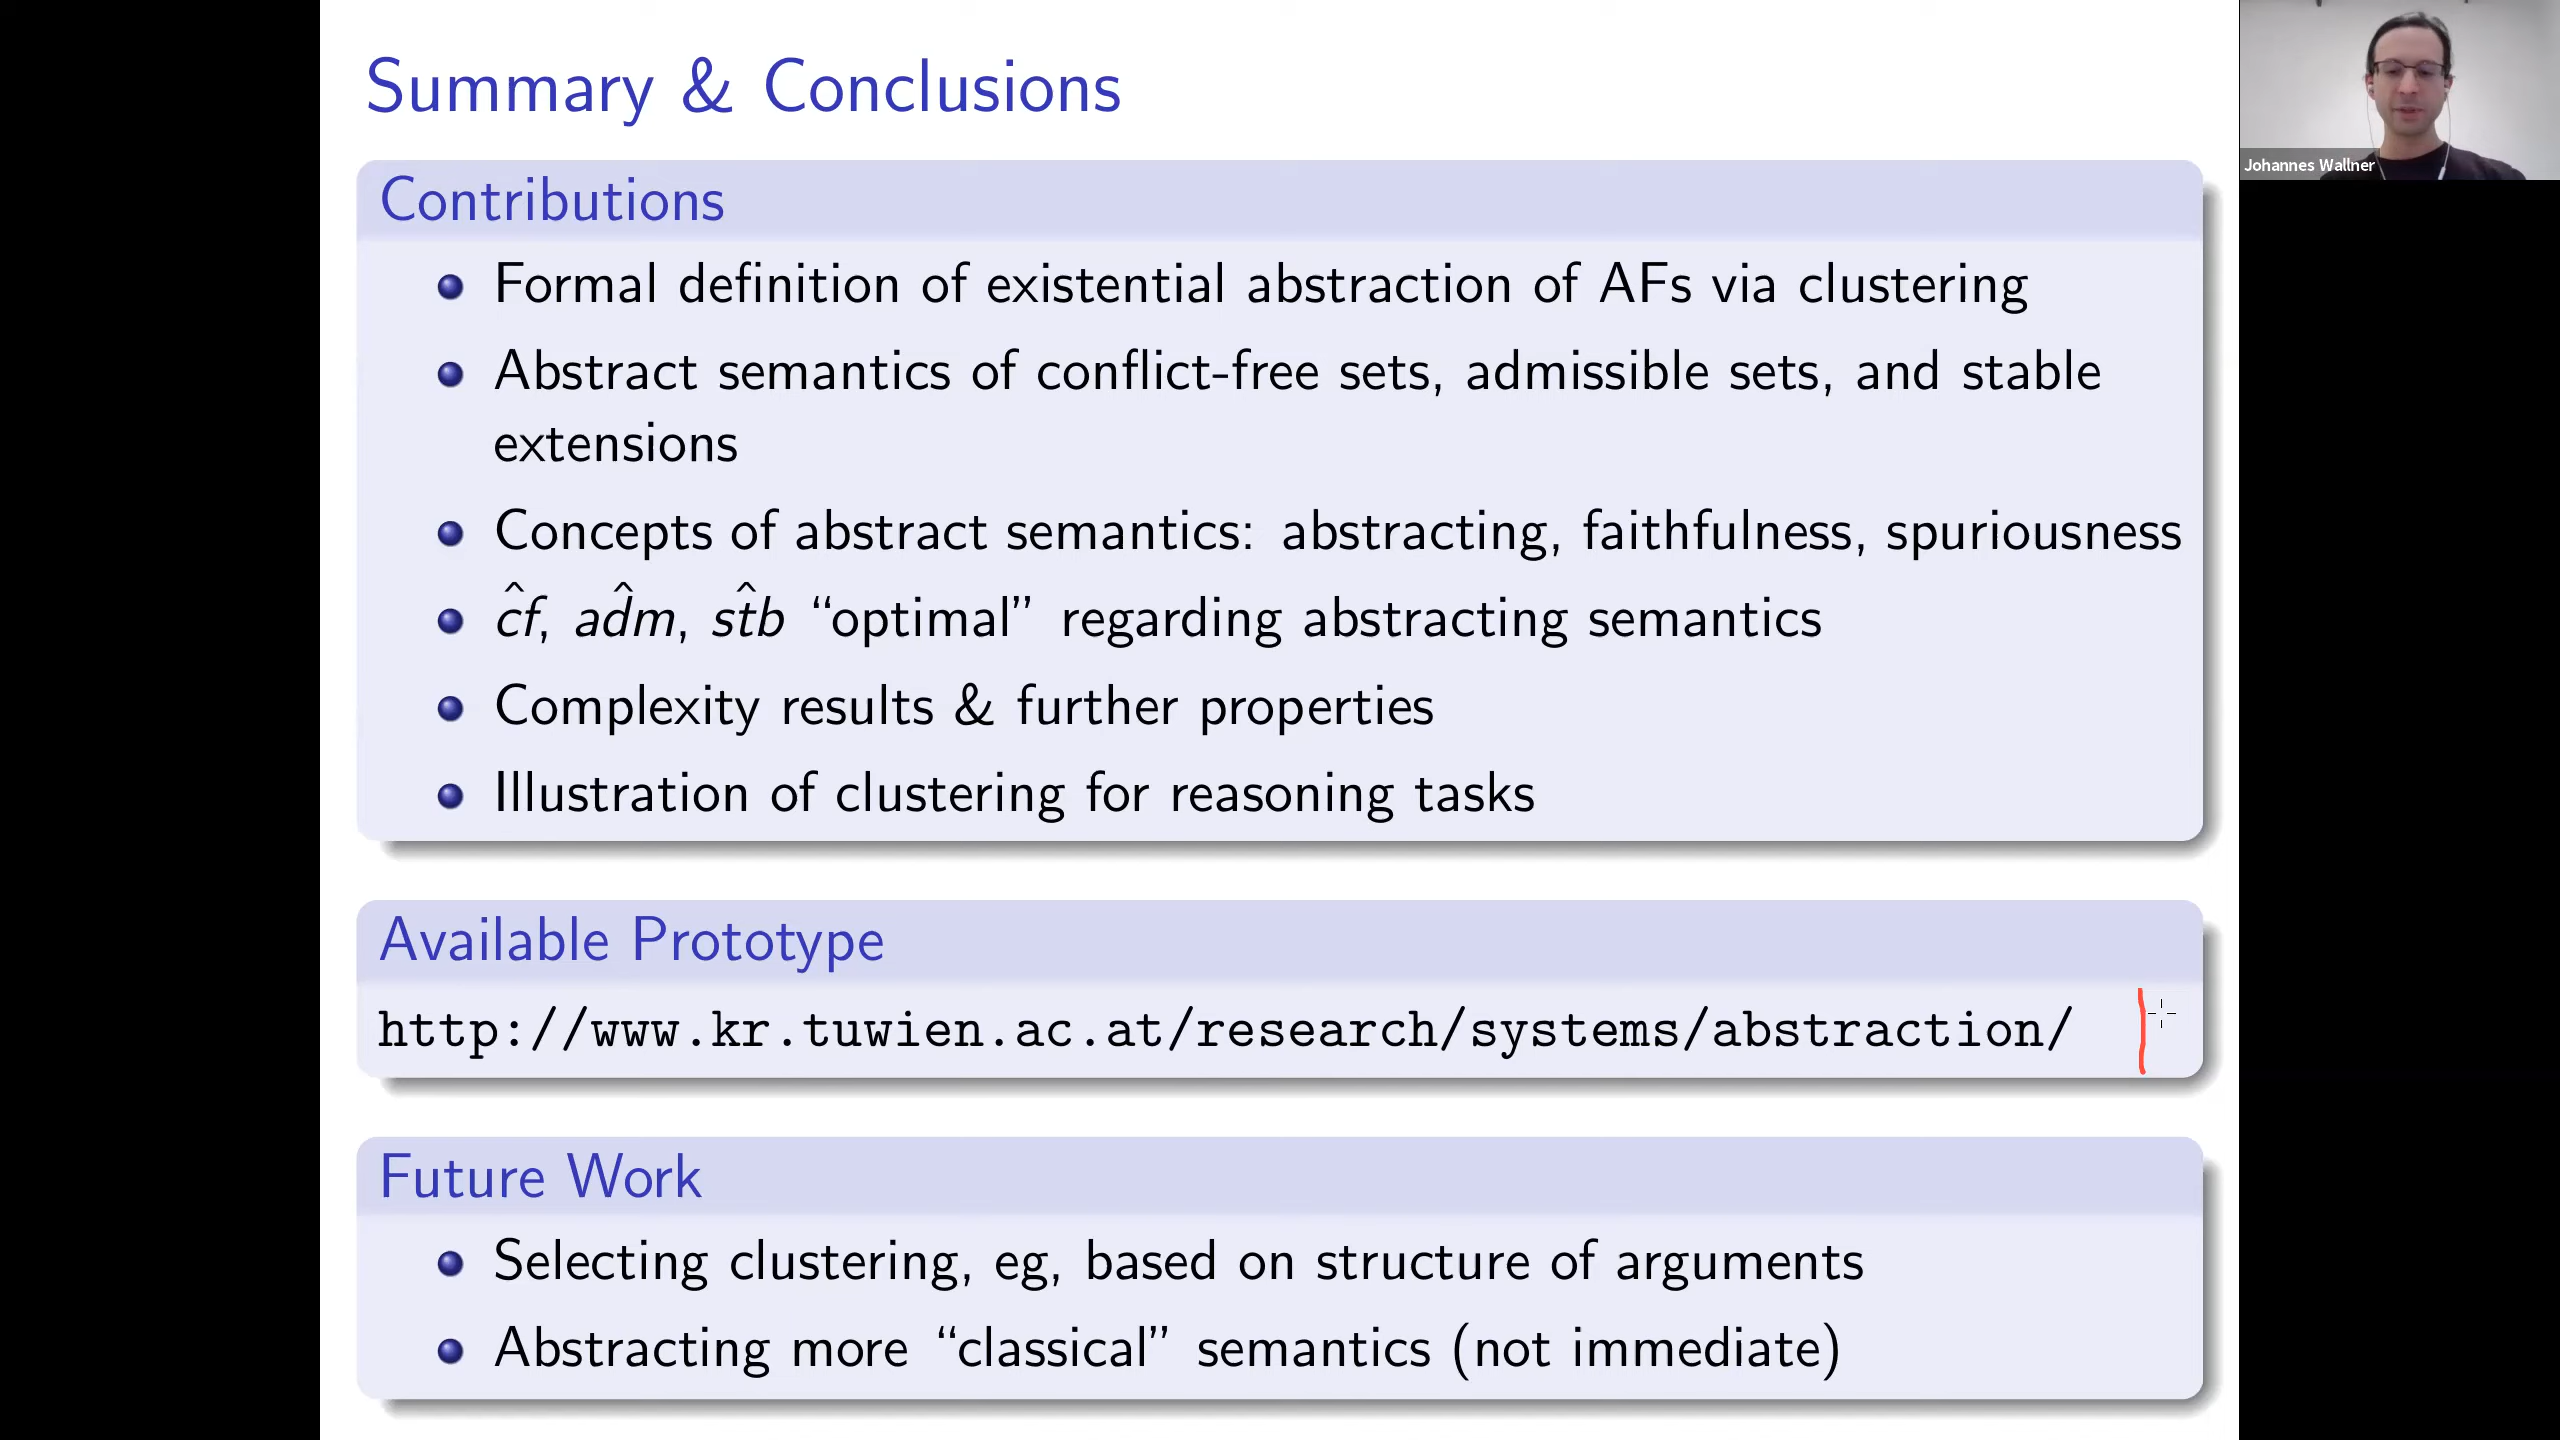 Summary & Conclusions
Johannes Wallner
Contributions
Formal definition of existential abstraction of AFs via clustering
Abstract semantics of conflict-free sets, admissible sets, and stable
extensions
Concepts of abstract semantics: abstracting, faithfulness, spuriousness
ĉf, ad̂m, st̂b “optimal” regarding abstracting semantics
Complexity results & further properties
Illustration of clustering for reasoning tasks
Available Prototype
http://www.kr.tuwien.ac.at/research/systems/abstraction/
Future Work
Selecting clustering, eg, based on structure of arguments
Abstracting more “classical” semantics (not immediate)